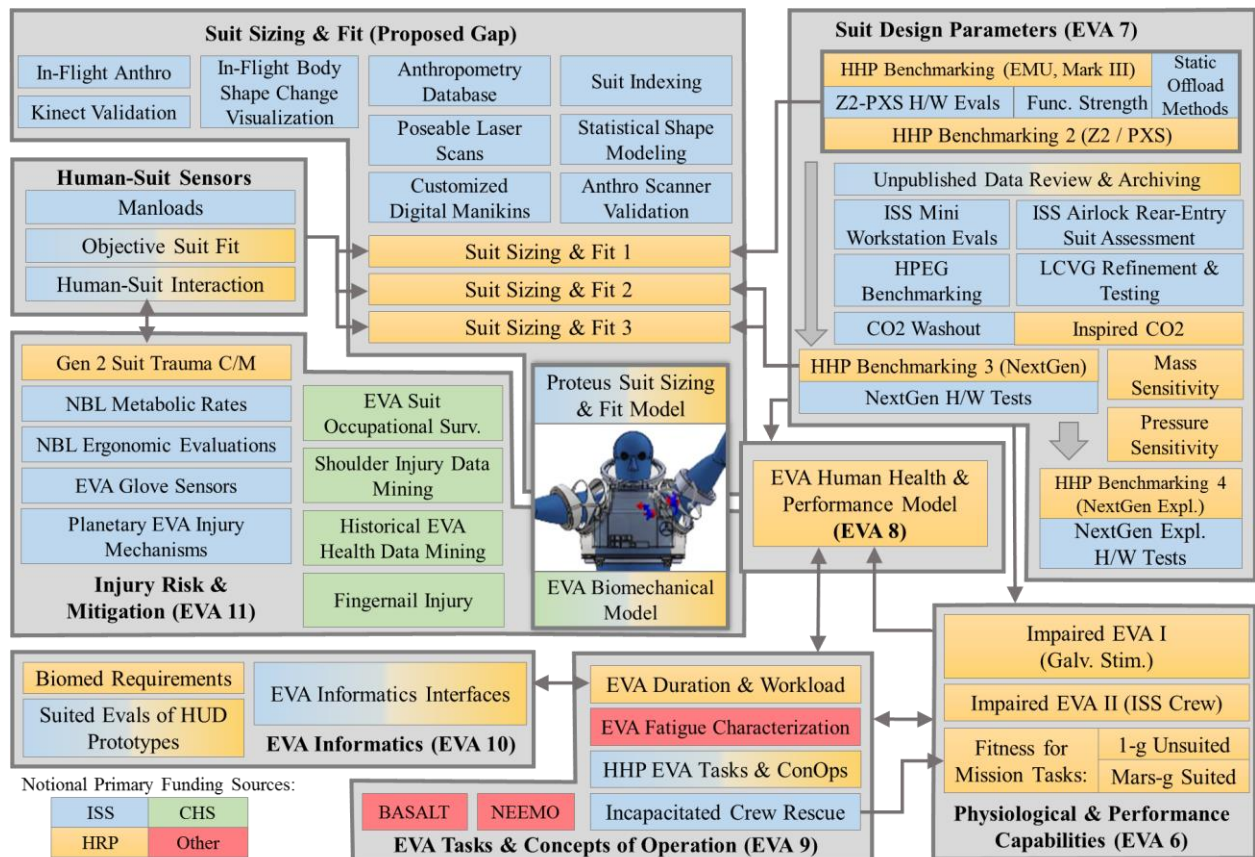 Suit Sizing & Fit (Proposed Gap)
In-Flight Anthro
Kinect Validation
In-Flight Body
Shape Change
Visualization
Anthropometry
Database
Suit Indexing
Poseable Laser
Scans
Statistical Shape
Modeling
Customized
Digital Manikins
Anthro Scanner
Validation
Suit Sizing & Fit 1
Suit Sizing & Fit 2
Suit Sizing & Fit 3
Human-Suit Sensors
Manloads
Objective Suit Fit
Human-Suit Interaction
Gen 2 Suit Trauma C/M
NBL Metabolic Rates
NBL Ergonomic Evaluations
EVA Glove Sensors
Planetary EVA Injury
Mechanisms
Injury Risk &
Mitigation (EVA 11)
EVA Suit
Occupational Surv.
Shoulder Injury Data
Mining
Historical EVA
Health Data Mining
Fingernail Injury
Proteus Suit Sizing
& Fit Model
EVA Biomechanical
Model
Suit Design Parameters (EVA 7)
HHP Benchmarking (EMU, Mark III)
Static
Offload
Methods
Z2-PXS H/W Evals
Func. Strength
HHP Benchmarking 2 (Z2 / PXS)
Unpublished Data Review & Archiving
ISS Mini
Workstation Evals
ISS Airlock Rear-Entry
Suit Assessment
HPEG
Benchmarking
LCVG Refinement &
Testing
CO2 Washout
Inspired CO2
HHP Benchmarking 3 (NextGen)
NextGen H/W Tests
Mass
Sensitivity
Pressure
Sensitivity
HHP Benchmarking 4
(NextGen Expl.)
NextGen Expl.
H/W Tests
EVA Human Health &
Performance Model
(EVA 8)
Impaired EVA I
(Galv. Stim.)
Impaired EVA II (ISS Crew)
Fitness for
Mission Tasks:
1-g Unsuited
Mars-g Suited
Physiological & Performance
Capabilities (EVA 6)
Biomed Requirements
Suited Evals of HUD
Prototypes
EVA Informatics Interfaces
EVA Informatics (EVA 10)
EVA Duration & Workload
EVA Fatigue Characterization
HHP EVA Tasks & ConOps
Incapacitated Crew Rescue
BASALT
NEEMO
EVA Tasks & Concepts of Operation (EVA 9)
Notional Primary Funding Sources:
ISS
CHS
HRP
Other